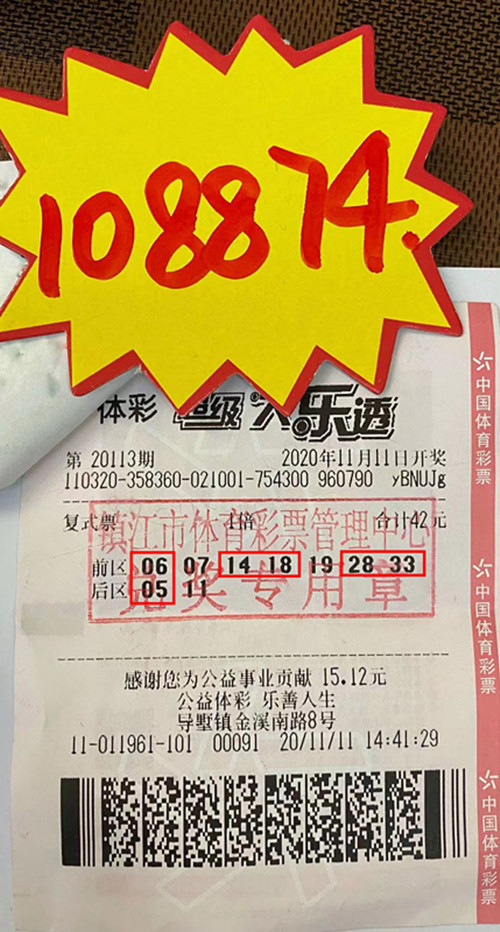 108874.
体彩 超级大乐透
第 20113期 2020年11月11日开奖
110320-358360-021001-754300 960790 yBNUJg
复式票 1倍 合计42元
镇江市体育彩票管理中心
前区 06 07 14 18 19 28 33
后区 05 11
兑奖专用章
感谢您为公益事业贡献 15.12元
公益体彩 乐善人生
导墅镇金溪南路8号
11-011961-101 00091 20/11/11 14:41:29
中国体育彩票
中国体育彩票
中国体育彩票